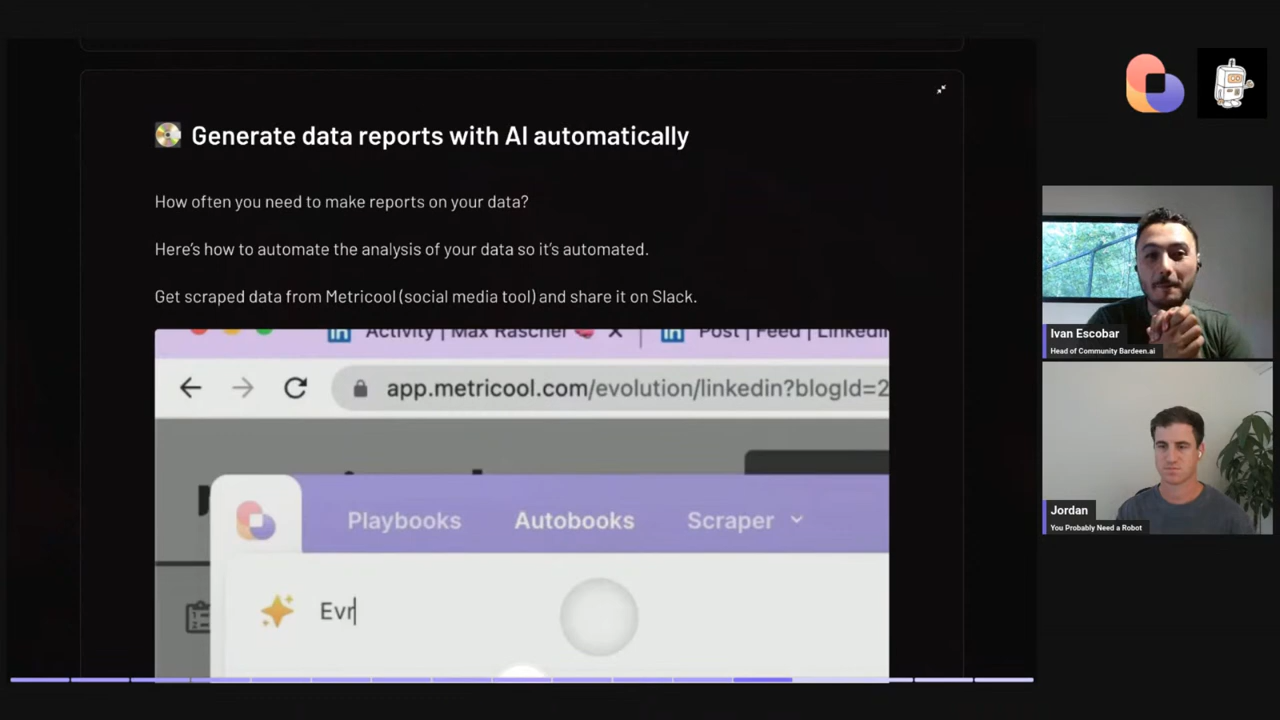 Generate data reports with AI automatically
How often you need to make reports on your data?
Here's how to automate the analysis of your data so it's automated.
Get scraped data from Metricool (social media tool) and share it on Slack.
Activity | Max Rascher
Post | Feed | LinkedIn
app.metricool.com/evolution/linkedin?blogId=2
Playbooks Autobooks Scraper
Evr
Ivan Escobar
Head of Community Bardeen.ai
Jordan
You Probably Need a Robot